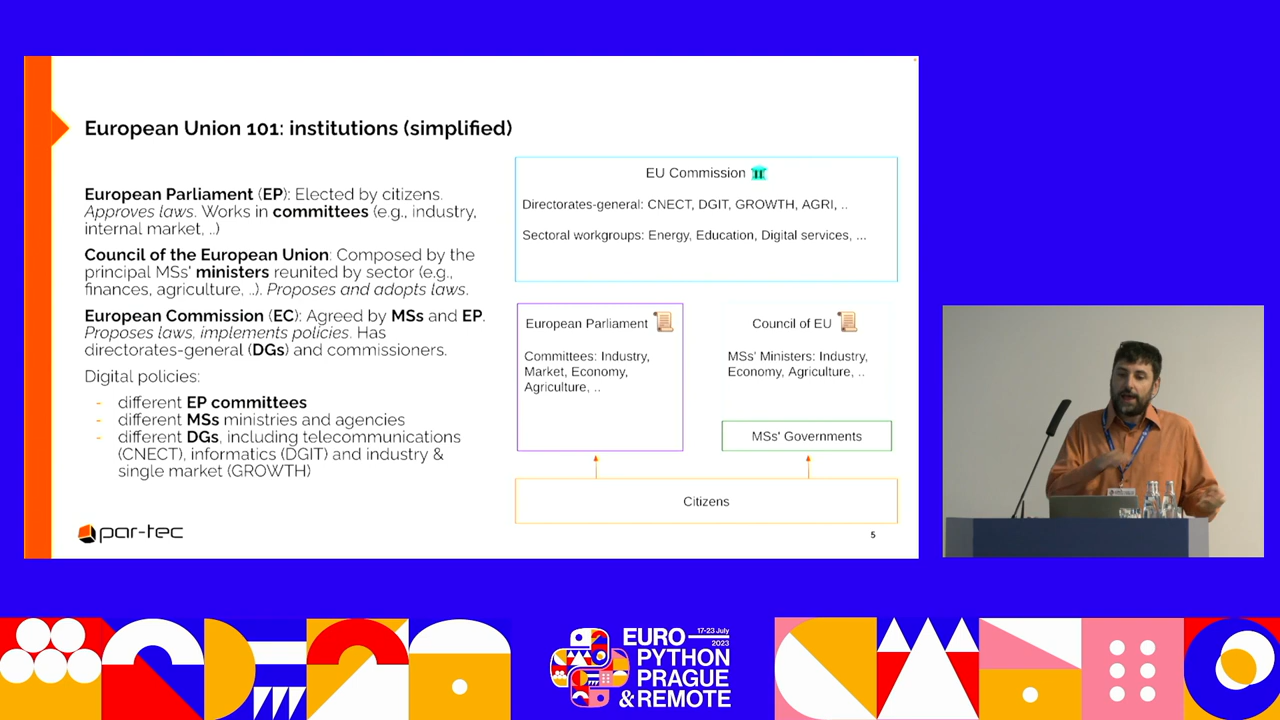 European Union 101: institutions (simplified)
European Parliament (EP): Elected by citizens.
Approves laws. Works in committees (e.g., industry,
internal market, ..)
Council of the European Union: Composed by the
principal MSs' ministers reunited by sector (e.g.,
finances, agriculture, ..). Proposes and adopts laws.
European Commission (EC): Agreed by MSs and EP.
Proposes laws, implements policies. Has
directorates-general (DGs) and commissioners.
Digital policies:
- different EP committees
- different MSs ministries and agencies
- different DGs, including telecommunications
(CNECT), informatics (DGIT) and industry &
single market (GROWTH)
EU Commission
Directorates-general: CNECT, DGIT, GROWTH, AGRI, ..
Sectoral workgroups: Energy, Education, Digital services, ...
European Parliament
Committees: Industry,
Market, Economy,
Agriculture, ..
Council of EU
MSs' Ministers: Industry,
Economy, Agriculture, ..
MSs' Governments
Citizens
par-tec
5
EURO
17-23 July
2023
PYTHON
PRAGUE
& REMOTE